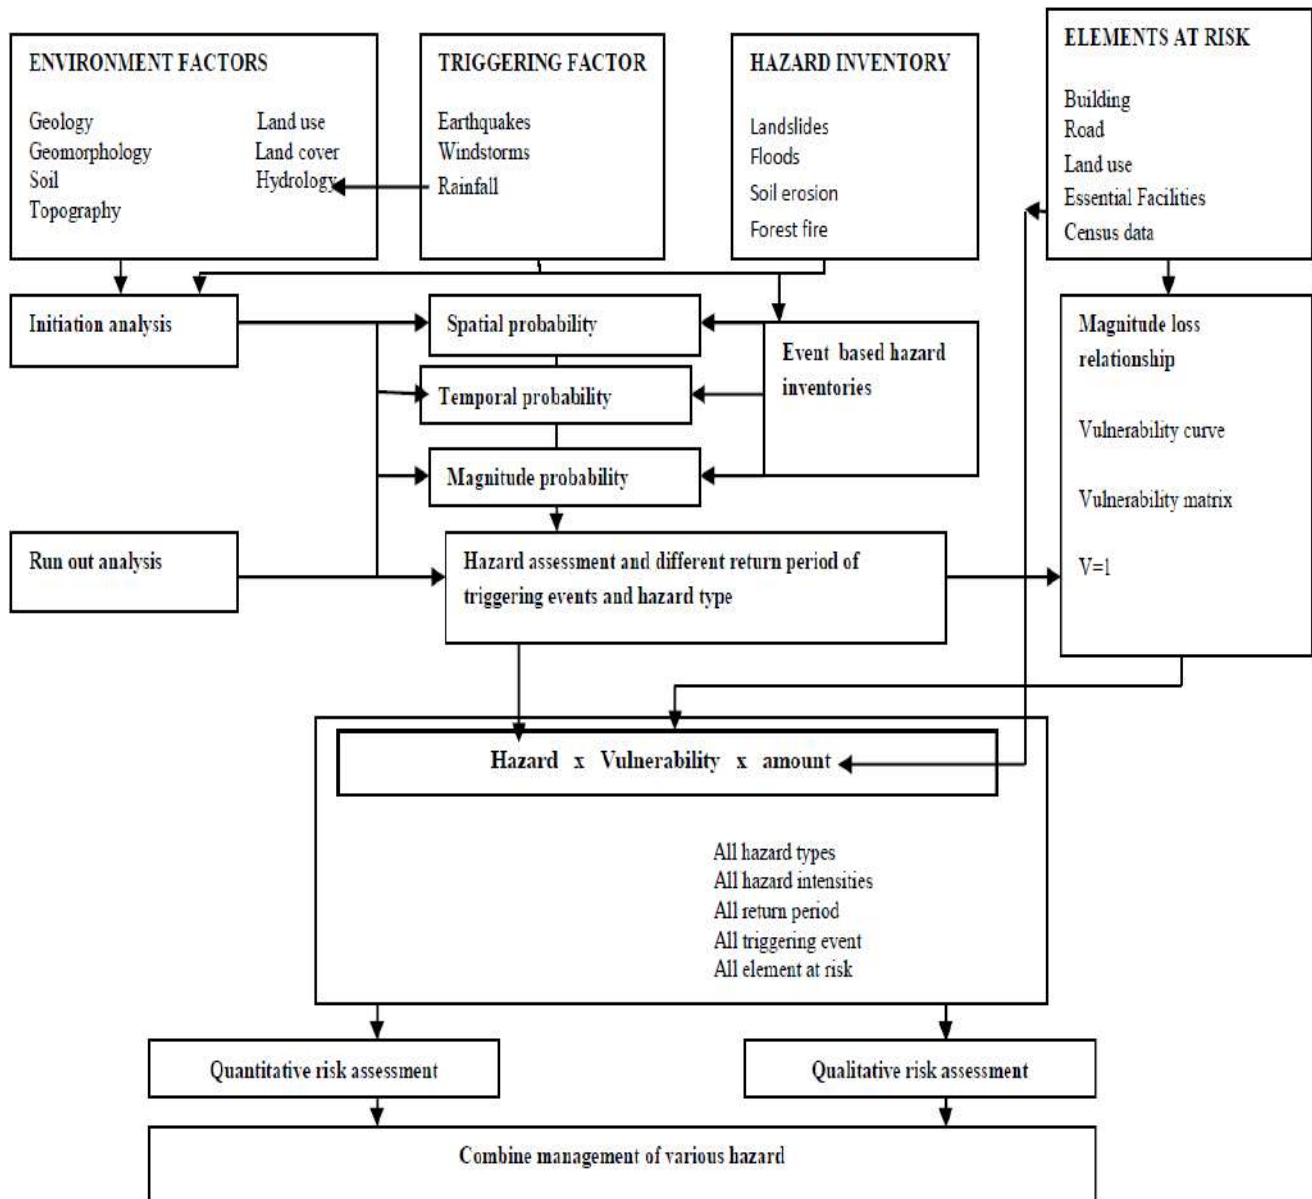 ENVIRONMENT FACTORS
Geology
Geomorphology
Soil
Topography
Land use
Land cover
Hydrology
TRIGGERING FACTOR
Earthquakes
Windstorms
Rainfall
HAZARD INVENTORY
Landslides
Floods
Soil erosion
Forest fire
ELEMENTS AT RISK
Building
Road
Land use
Essential Facilities
Census data
Initiation analysis
Spatial probability
Temporal probability
Magnitude probability
Event based hazard
inventories
Magnitude loss
relationship
Vulnerability curve
Vulnerability matrix
V=1
Run out analysis
Hazard assessment and different return period of
triggering events and hazard type
Hazard x Vulnerability x amount
All hazard types
All hazard intensities
All return period
All triggering event
All element at risk
Quantitative risk assessment
Qualitative risk assessment
Combine management of various hazard